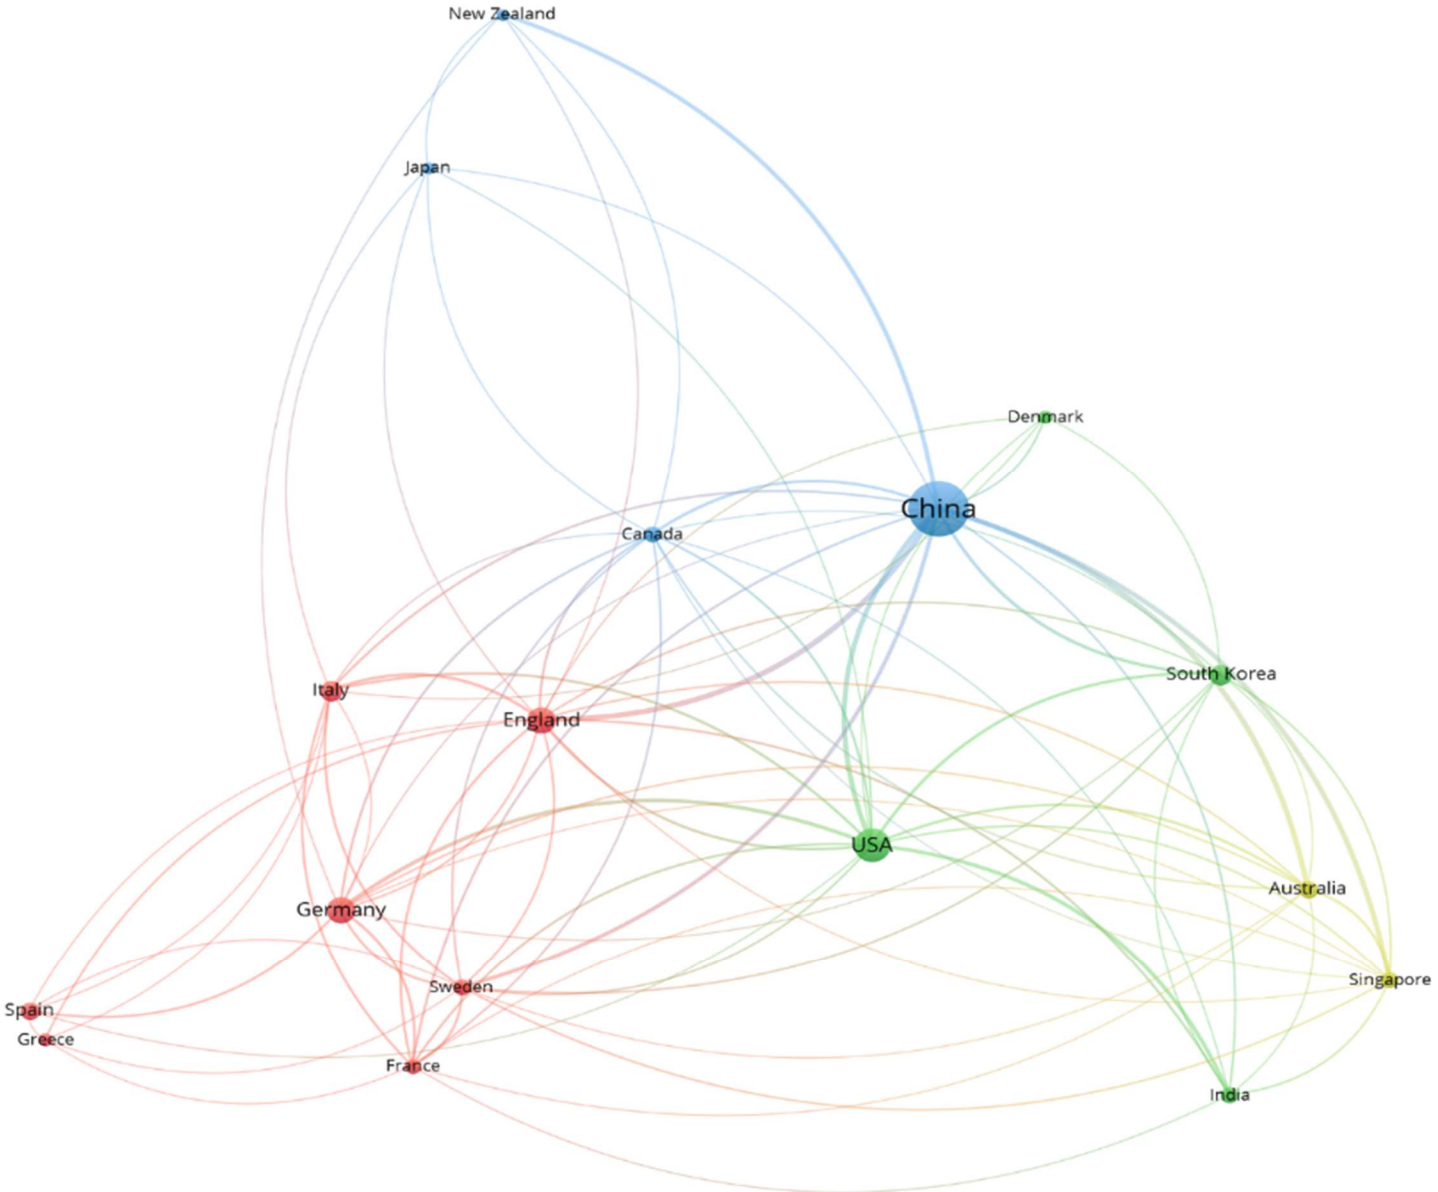 New Zealand
Japan
Denmark
China
Canada
South Korea
Italy
England
USA
Australia
Germany
Singapore
Sweden
Spain
Greece
France
India